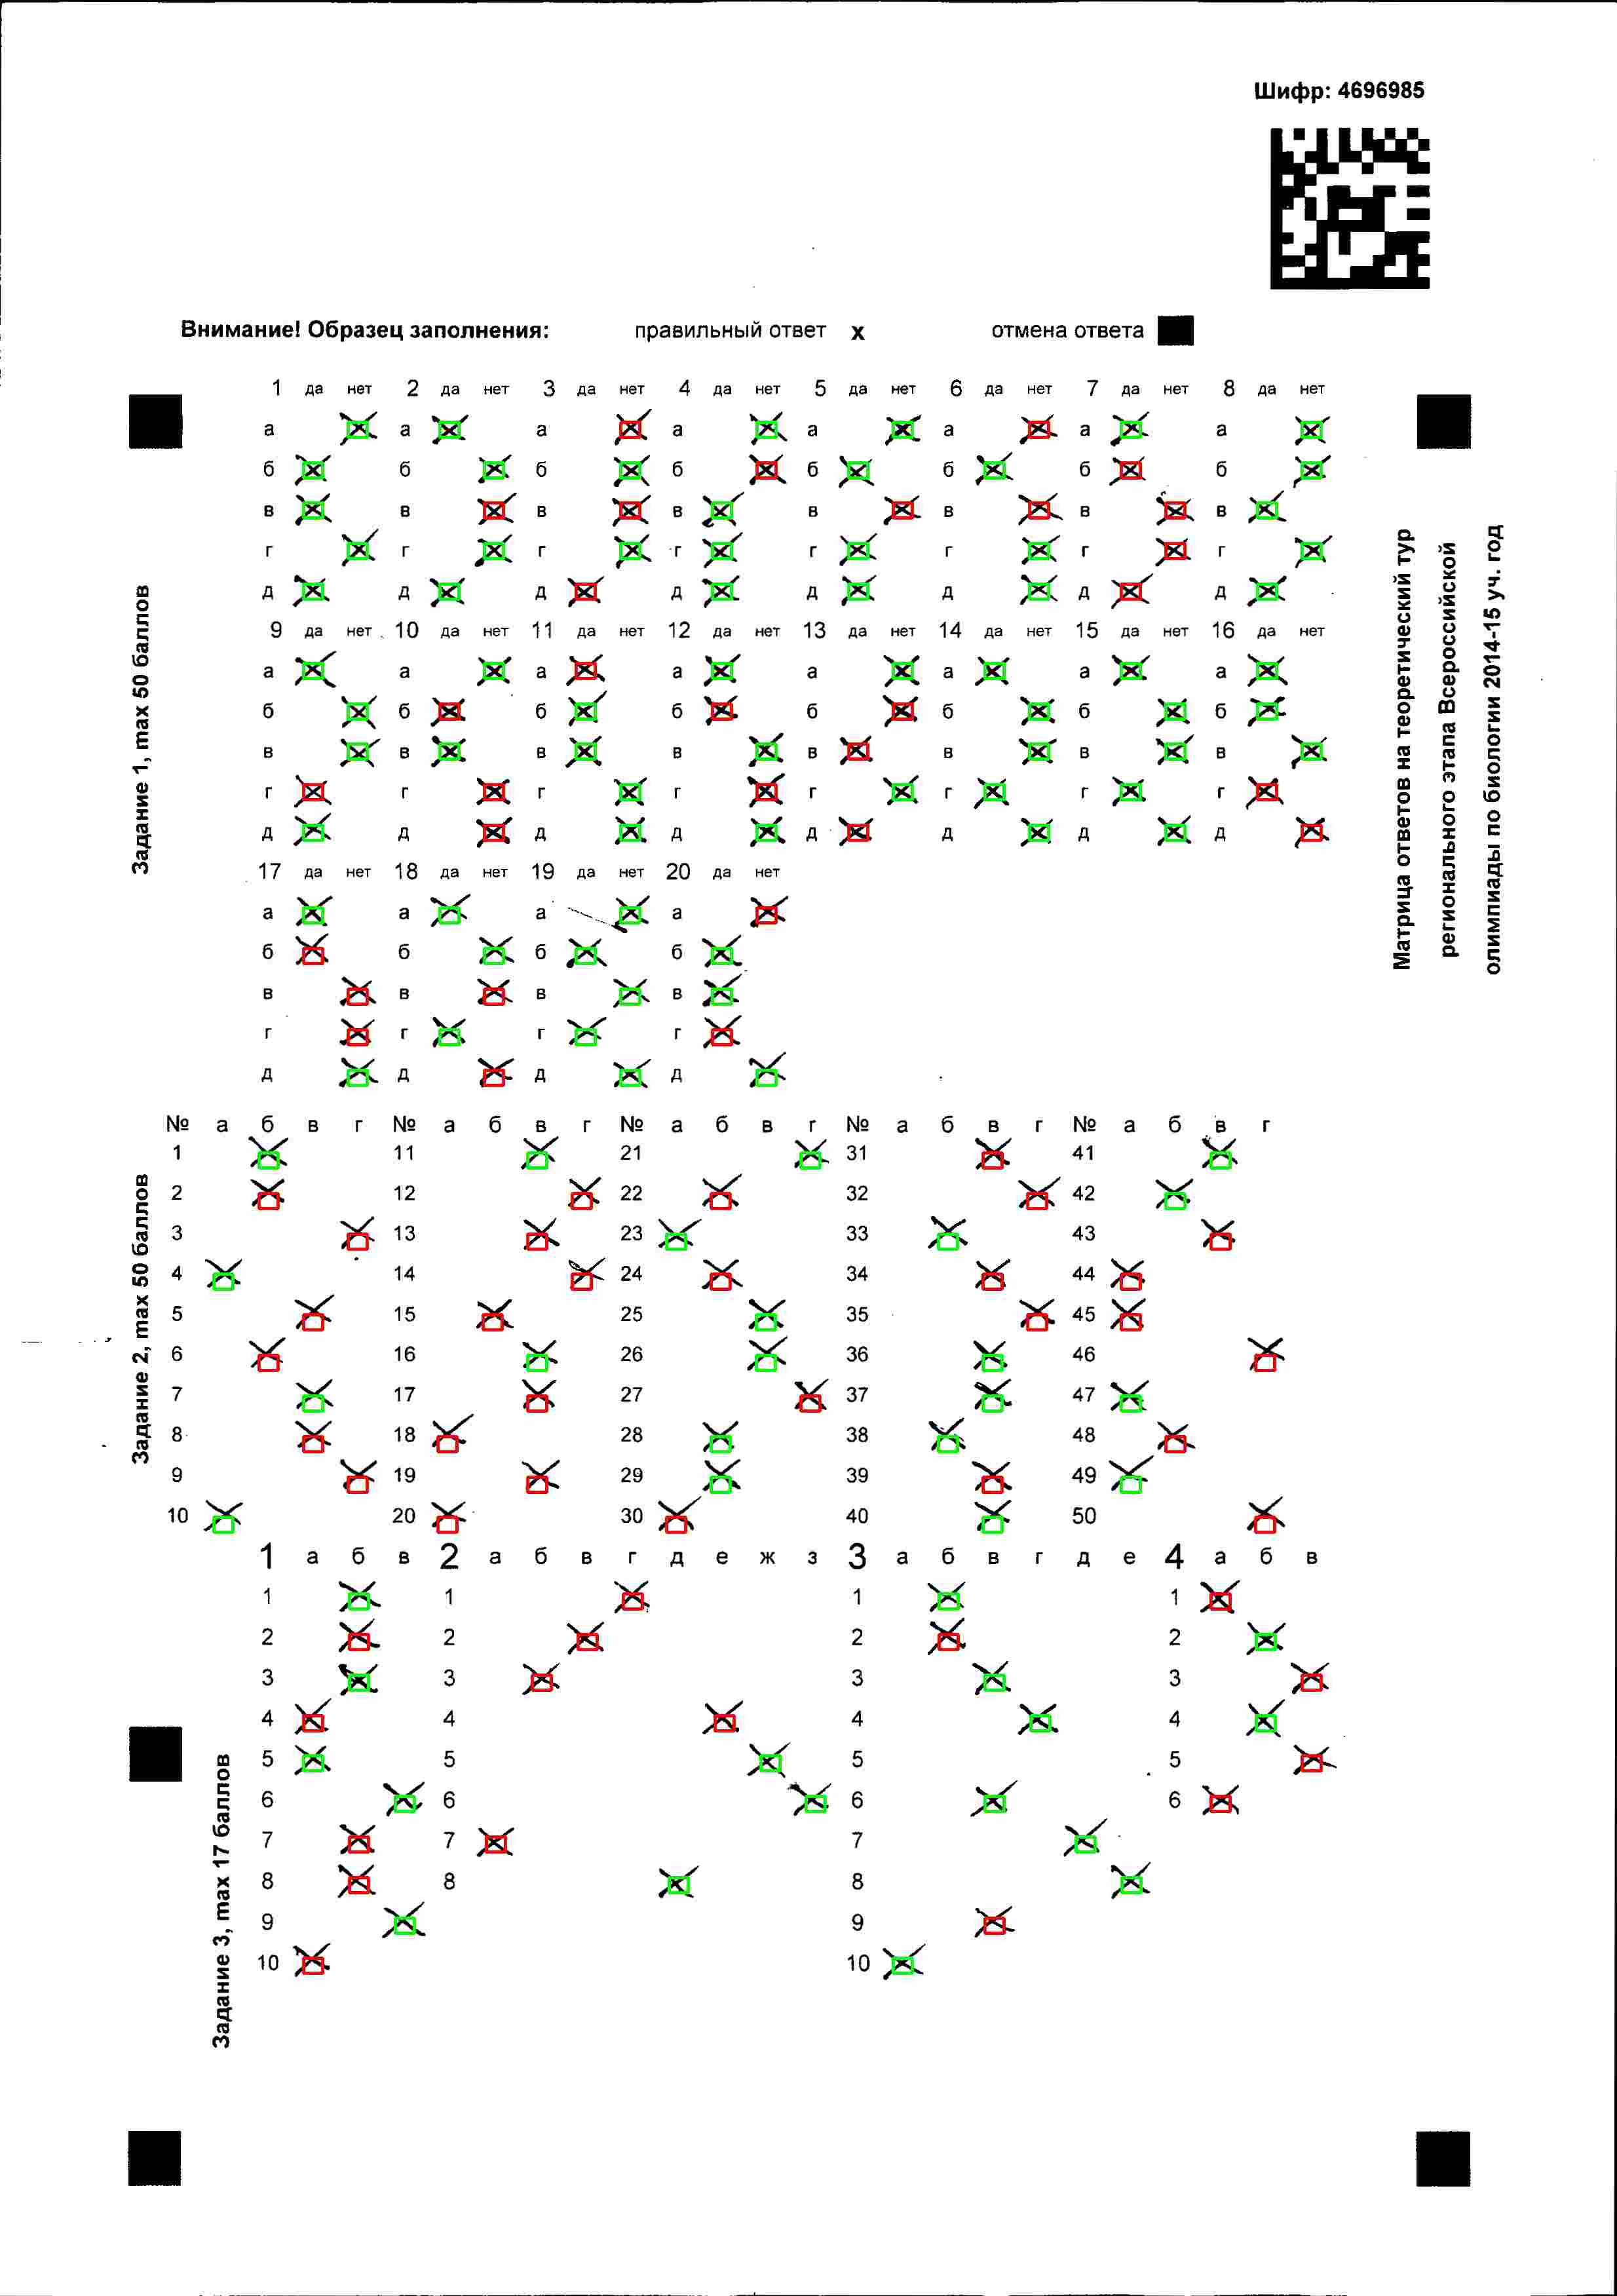 Шифр: 4696985
Внимание! Образец заполнения: правильный ответ х отмена ответа
1 да нет 2 да нет 3 да нет 4 да нет 5 да нет 6 да нет 7 да нет 8 да нет
а а а а а а а а
б б б б б б б б
в в в в в в в в
г г г г г г г г
д д д д д д д д
9 да нет 10 да нет 11 да нет 12 да нет 13 да нет 14 да нет 15 да нет 16 да нет
а а а а а а а а
б б б б б б б б
в в в в в в в в
г г г г г г г г
д д д д д д д д
17 да нет 18 да нет 19 да нет 20 да нет
а а а а
б б б б
в в в в
г г г г
д д д д
Задание 1, max 50 баллов
Матрица ответов на теоретический тур
регионального этапа Всероссийской
олимпиады по биологии 2014-15 уч. год
№ а б в г № а б в г № а б в г № а б в г № а б в г
1 11 21 31 41
2 12 22 32 42
3 13 23 33 43
4 14 24 34 44
5 15 25 35 45
6 16 26 36 46
7 17 27 37 47
8 18 28 38 48
9 19 29 39 49
10 20 30 40 50
Задание 2, max 50 баллов
1 а б в 2 а б в г д е ж з 3 а б в г д е 4 а б в
1 1 1 1
2 2 2 2
3 3 3 3
4 4 4 4
5 5 5 5
6 6 6 6
7 7 7
8 8 8
9 9
10 10
Задание 3, max 17 баллов